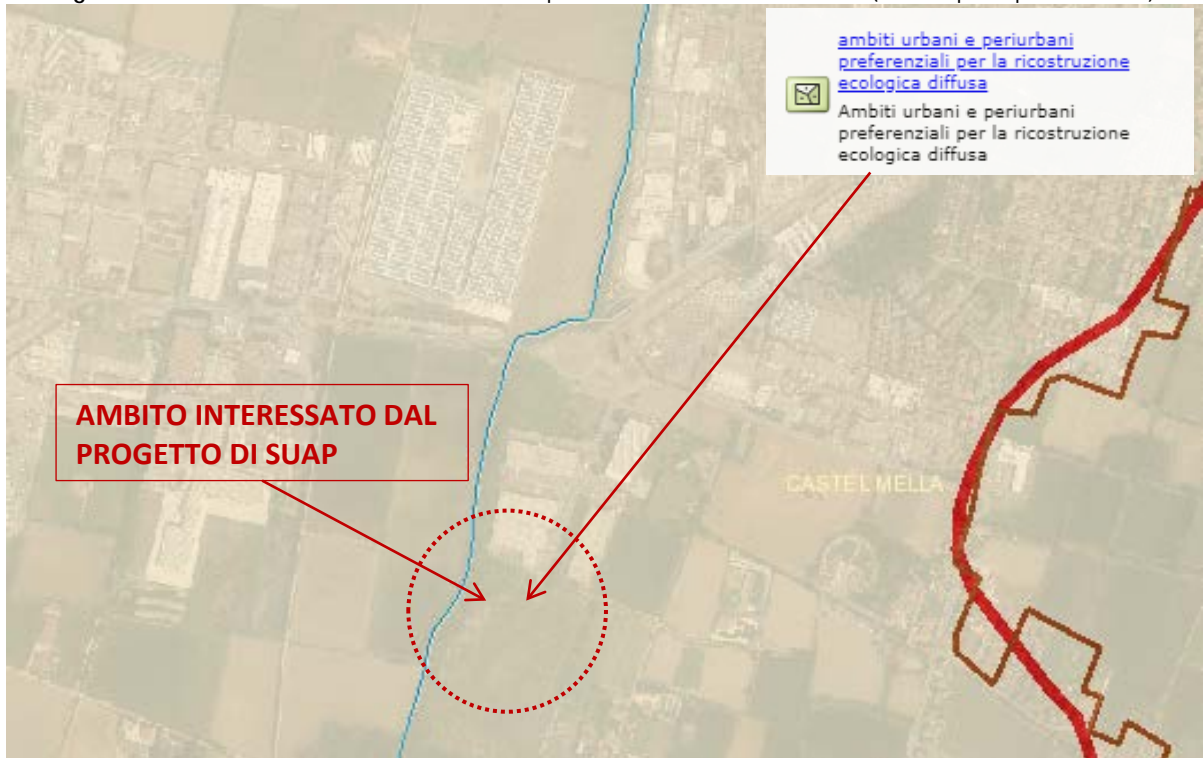 ambiti urbani e periurbani
preferenziali per la ricostruzione
ecologica diffusa
Ambiti urbani e periurbani
preferenziali per la ricostruzione
ecologica diffusa
AMBITO INTERESSATO DAL
PROGETTO DI SUAP
CASTEL MELLA